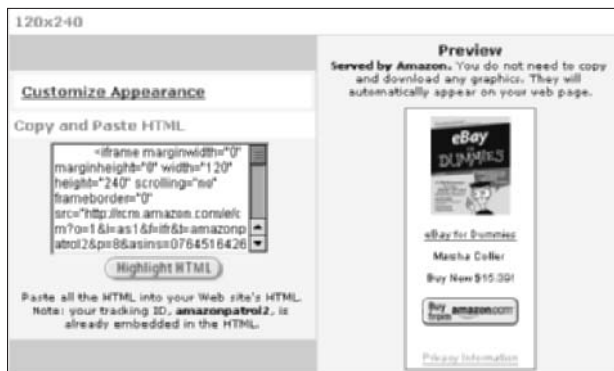 120x240
Customize Appearance
Copy and Paste HTML
<iframe marginwidth="0"
marginheight="0" width="120"
height="240" scrolling="no"
frameborder="0"
src="http://rcm.amazon.com/e/c
m?o=1&l=as1&f=ifr&t=amazonp
atrol2&p=8&asins=0764516426
Highlight HTML
Paste all the HTML into your Web site's HTML.
Note: your tracking ID, amazonpatrol2, is
already embedded in the HTML.
Preview
Served by Amazon. You do not need to copy
and download any graphics. They will
automatically appear on your web page.
eBay
FOR
DUMMIES
eBay for Dummies
Marsha Collier
Buy New $15.39!
Buy from amazon.com
Privacy Information